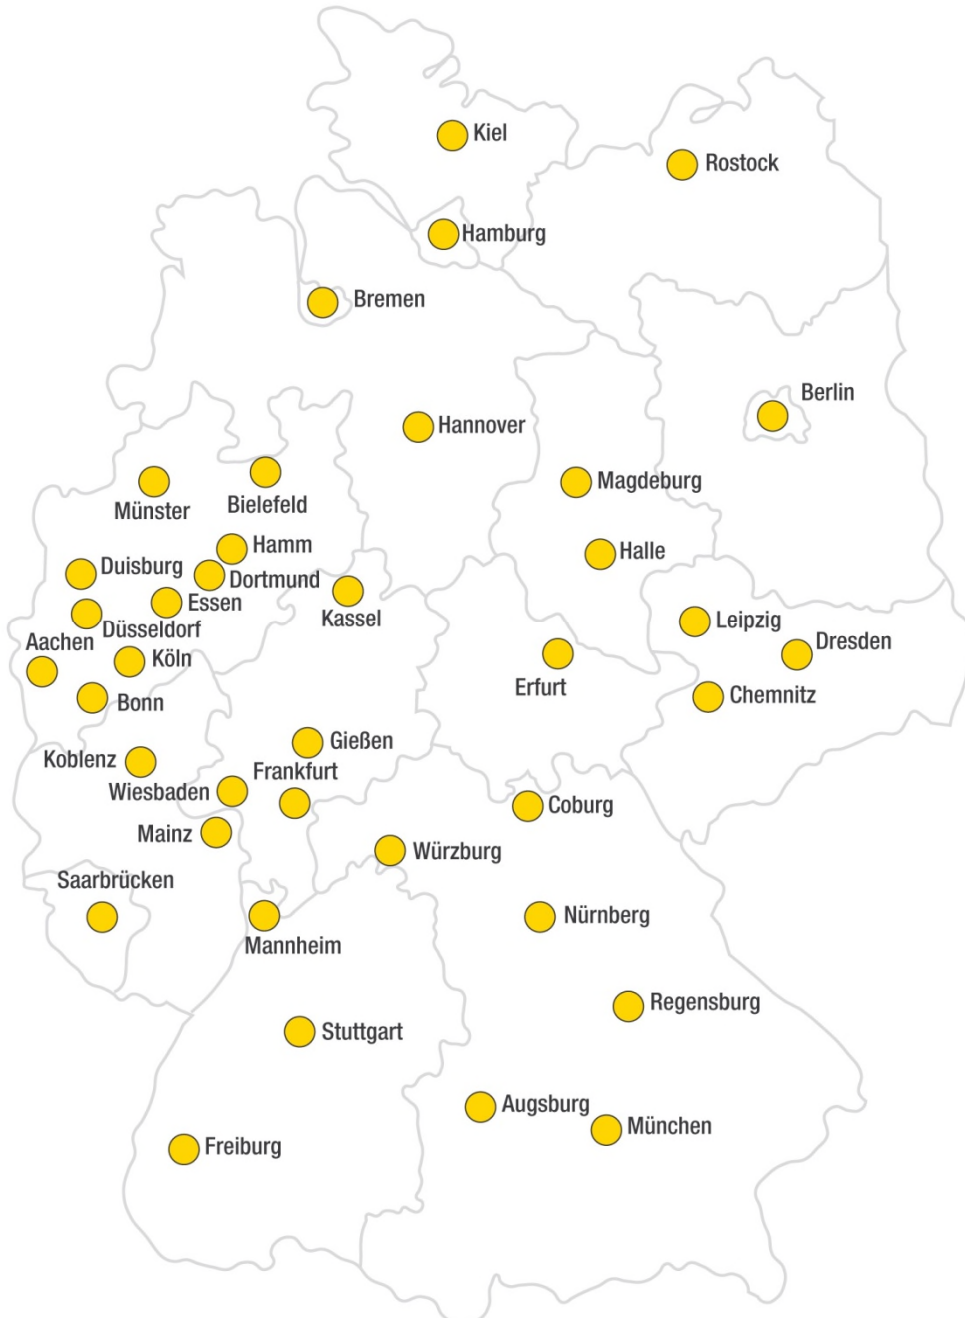 Kiel
Rostock
Hamburg
Bremen
Berlin
Hannover
Bielefeld
Magdeburg
Münster
Hamm
Halle
Duisburg
Dortmund
Essen
Kassel
Leipzig
Düsseldorf
Aachen
Dresden
Köln
Erfurt
Chemnitz
Bonn
Gießen
Koblenz
Frankfurt
Wiesbaden
Coburg
Mainz
Würzburg
Saarbrücken
Nürnberg
Mannheim
Regensburg
Stuttgart
Augsburg
München
Freiburg